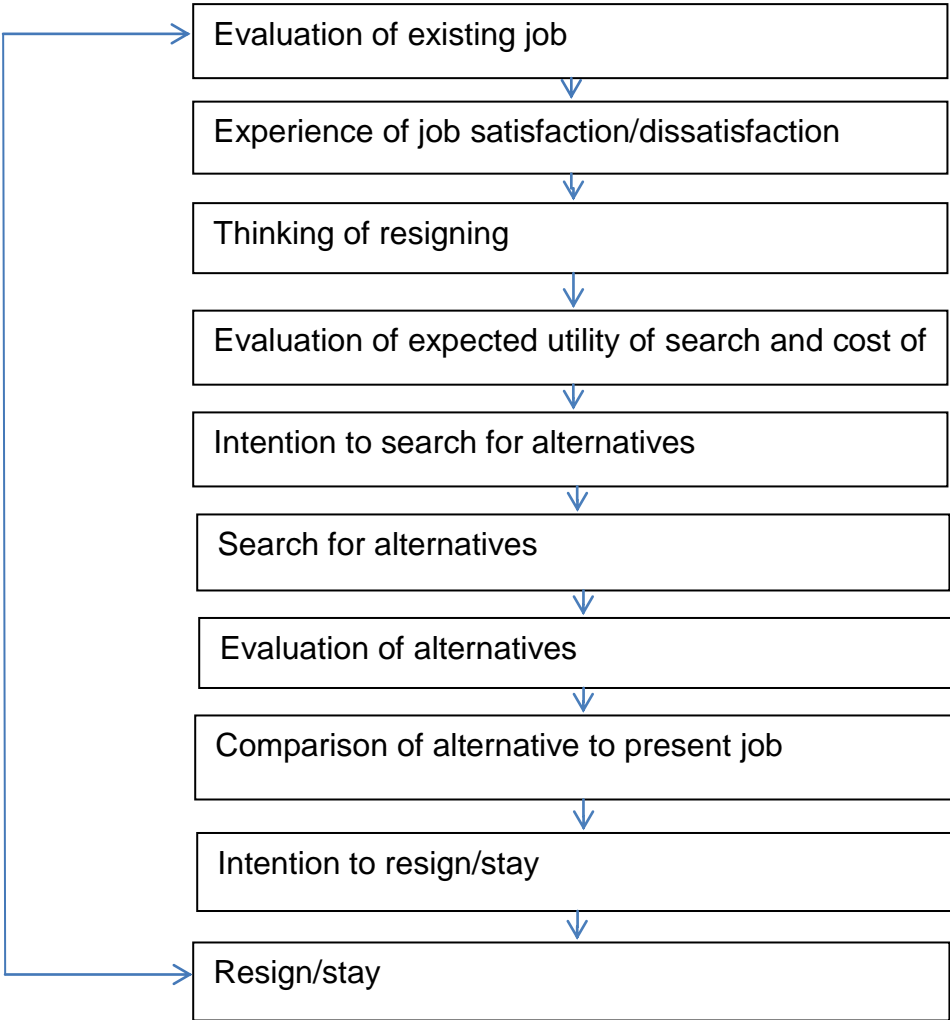 Evaluation of existing job
Experience of job satisfaction/dissatisfaction
Thinking of resigning
Evaluation of expected utility of search and cost of
Intention to search for alternatives
Search for alternatives
Evaluation of alternatives
Comparison of alternative to present job
Intention to resign/stay
Resign/stay